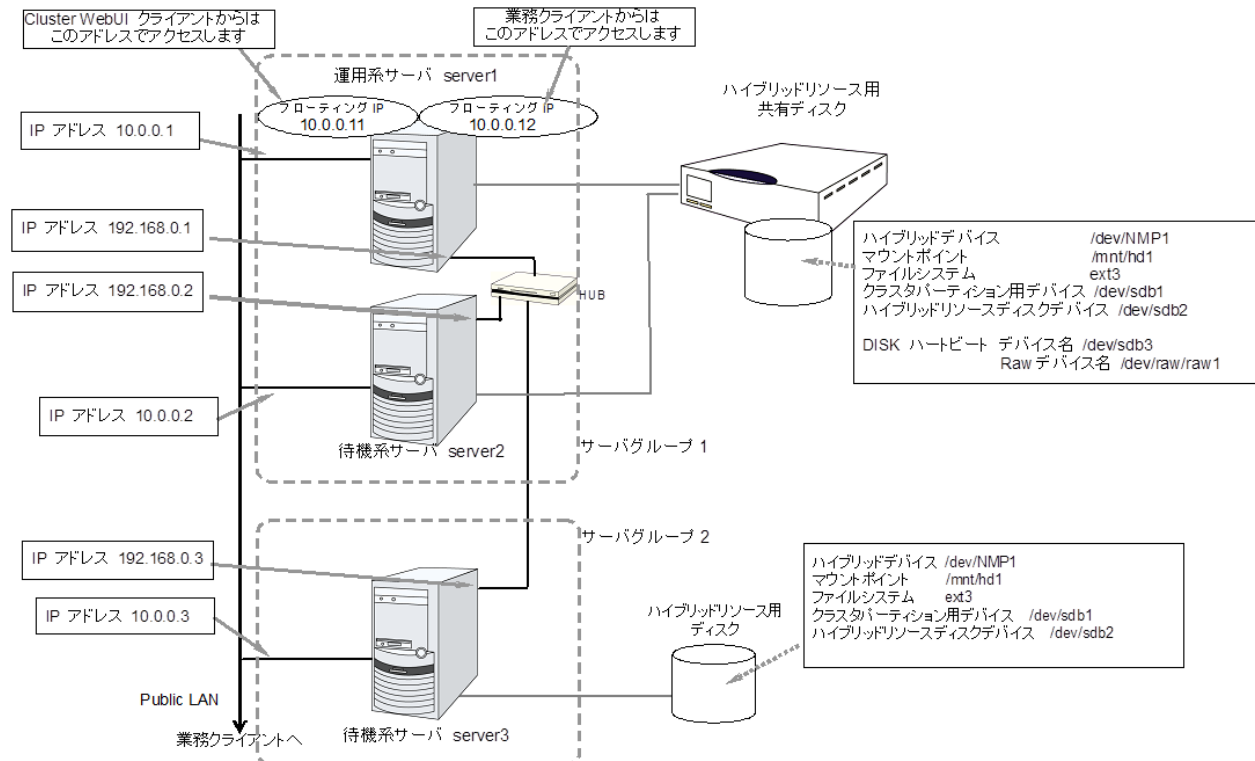 Cluster WebUI クライアントからは
このアドレスでアクセスします
業務クライアントからは
このアドレスでアクセスします
運用系サーバ server1
フローティング IP
10.0.0.11
フローティング IP
10.0.0.12
ハイブリッドリソース用
共有ディスク
IP アドレス 10.0.0.1
IP アドレス 192.168.0.1
IP アドレス 192.168.0.2
HUB
ハイブリッドデバイス /dev/NMP1
マウントポイント /mnt/hd1
ファイルシステム ext3
クラスタパーティション用デバイス /dev/sdb1
ハイブリッドリソースディスクデバイス /dev/sdb2
DISK ハートビート デバイス名 /dev/sdb3
Raw デバイス名 /dev/raw/raw1
IP アドレス 10.0.0.2
待機系サーバ server2
サーバグループ 1
サーバグループ 2
IP アドレス 192.168.0.3
IP アドレス 10.0.0.3
ハイブリッドリソース用
ディスク
ハイブリッドデバイス /dev/NMP1
マウントポイント /mnt/hd1
ファイルシステム ext3
クラスタパーティション用デバイス /dev/sdb1
ハイブリッドリソースディスクデバイス /dev/sdb2
Public LAN
業務クライアントへ
待機系サーバ server3